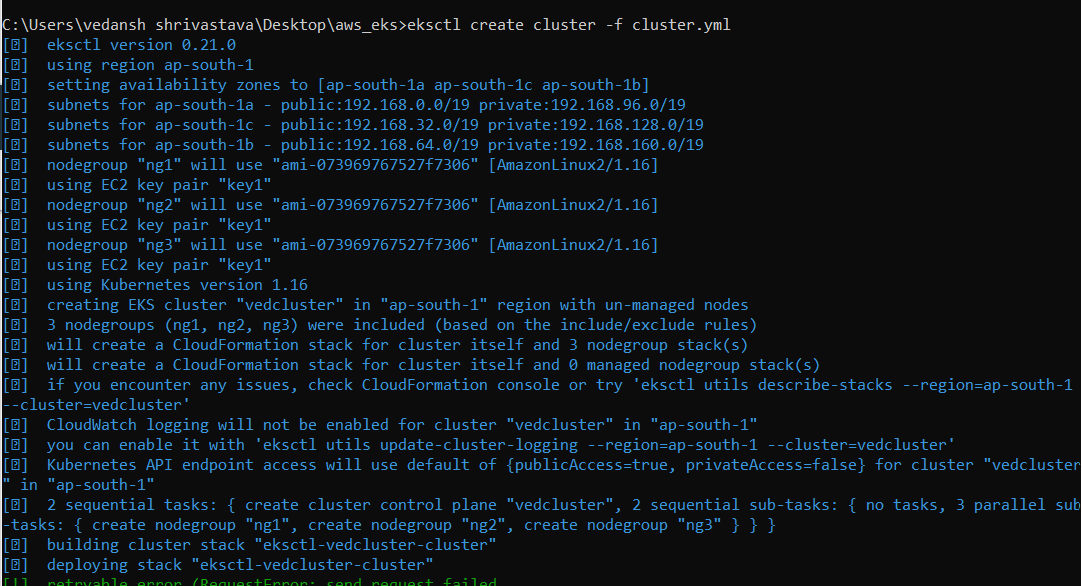 C:\Users\vedansh shrivastava\Desktop\aws_eks>eksctl create cluster -f cluster.yml
[⍰]  eksctl version 0.21.0
[⍰]  using region ap-south-1
[⍰]  setting availability zones to [ap-south-1a ap-south-1c ap-south-1b]
[⍰]  subnets for ap-south-1a - public:192.168.0.0/19 private:192.168.96.0/19
[⍰]  subnets for ap-south-1c - public:192.168.32.0/19 private:192.168.128.0/19
[⍰]  subnets for ap-south-1b - public:192.168.64.0/19 private:192.168.160.0/19
[⍰]  nodegroup "ng1" will use "ami-073969767527f7306" [AmazonLinux2/1.16]
[⍰]  using EC2 key pair "key1"
[⍰]  nodegroup "ng2" will use "ami-073969767527f7306" [AmazonLinux2/1.16]
[⍰]  using EC2 key pair "key1"
[⍰]  nodegroup "ng3" will use "ami-073969767527f7306" [AmazonLinux2/1.16]
[⍰]  using EC2 key pair "key1"
[⍰]  using Kubernetes version 1.16
[⍰]  creating EKS cluster "vedcluster" in "ap-south-1" region with un-managed nodes
[⍰]  3 nodegroups (ng1, ng2, ng3) were included (based on the include/exclude rules)
[⍰]  will create a CloudFormation stack for cluster itself and 3 nodegroup stack(s)
[⍰]  will create a CloudFormation stack for cluster itself and 0 managed nodegroup stack(s)
[⍰]  if you encounter any issues, check CloudFormation console or try 'eksctl utils describe-stacks --region=ap-south-1
--cluster=vedcluster'
[⍰]  CloudWatch logging will not be enabled for cluster "vedcluster" in "ap-south-1"
[⍰]  you can enable it with 'eksctl utils update-cluster-logging --region=ap-south-1 --cluster=vedcluster'
[⍰]  Kubernetes API endpoint access will use default of {publicAccess=true, privateAccess=false} for cluster "vedcluster
" in "ap-south-1"
[⍰]  2 sequential tasks: { create cluster control plane "vedcluster", 2 sequential sub-tasks: { no tasks, 3 parallel sub
-tasks: { create nodegroup "ng1", create nodegroup "ng2", create nodegroup "ng3" } } }
[⍰]  building cluster stack "eksctl-vedcluster-cluster"
[⍰]  deploying stack "eksctl-vedcluster-cluster"
[!]  retryable error (RequestError: send request failed